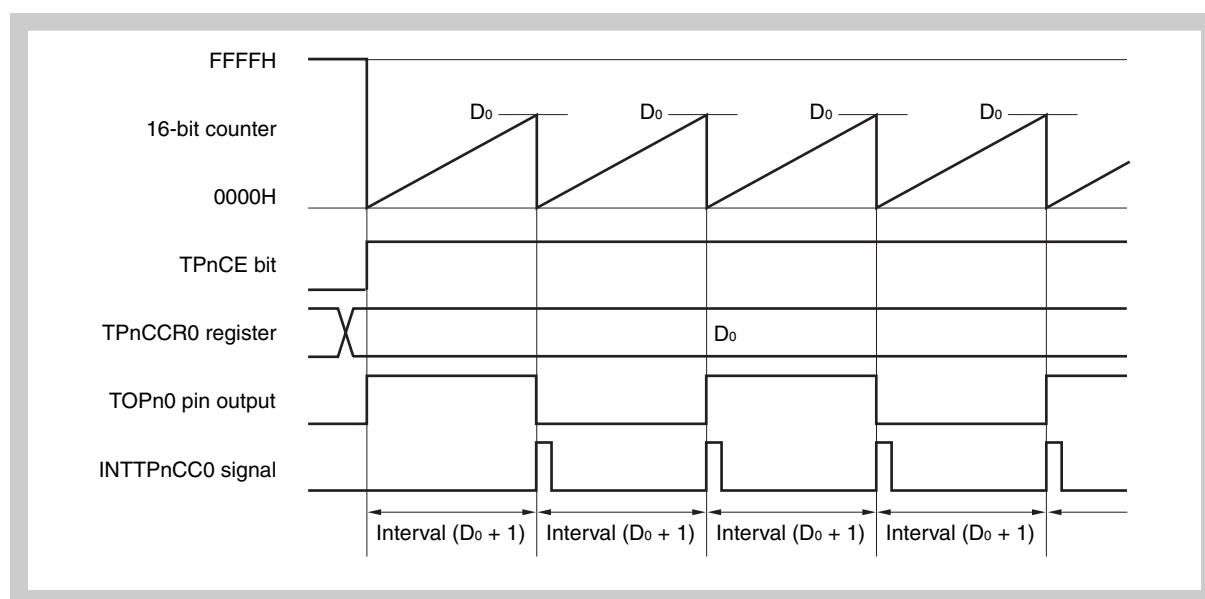 FFFFH
D₀ D₀ D₀ D₀
16-bit counter
0000H
TPnCE bit
TPnCCR0 register
D₀
TOPn0 pin output
INTTPnCC0 signal
Interval (D₀ + 1) Interval (D₀ + 1) Interval (D₀ + 1) Interval (D₀ + 1)